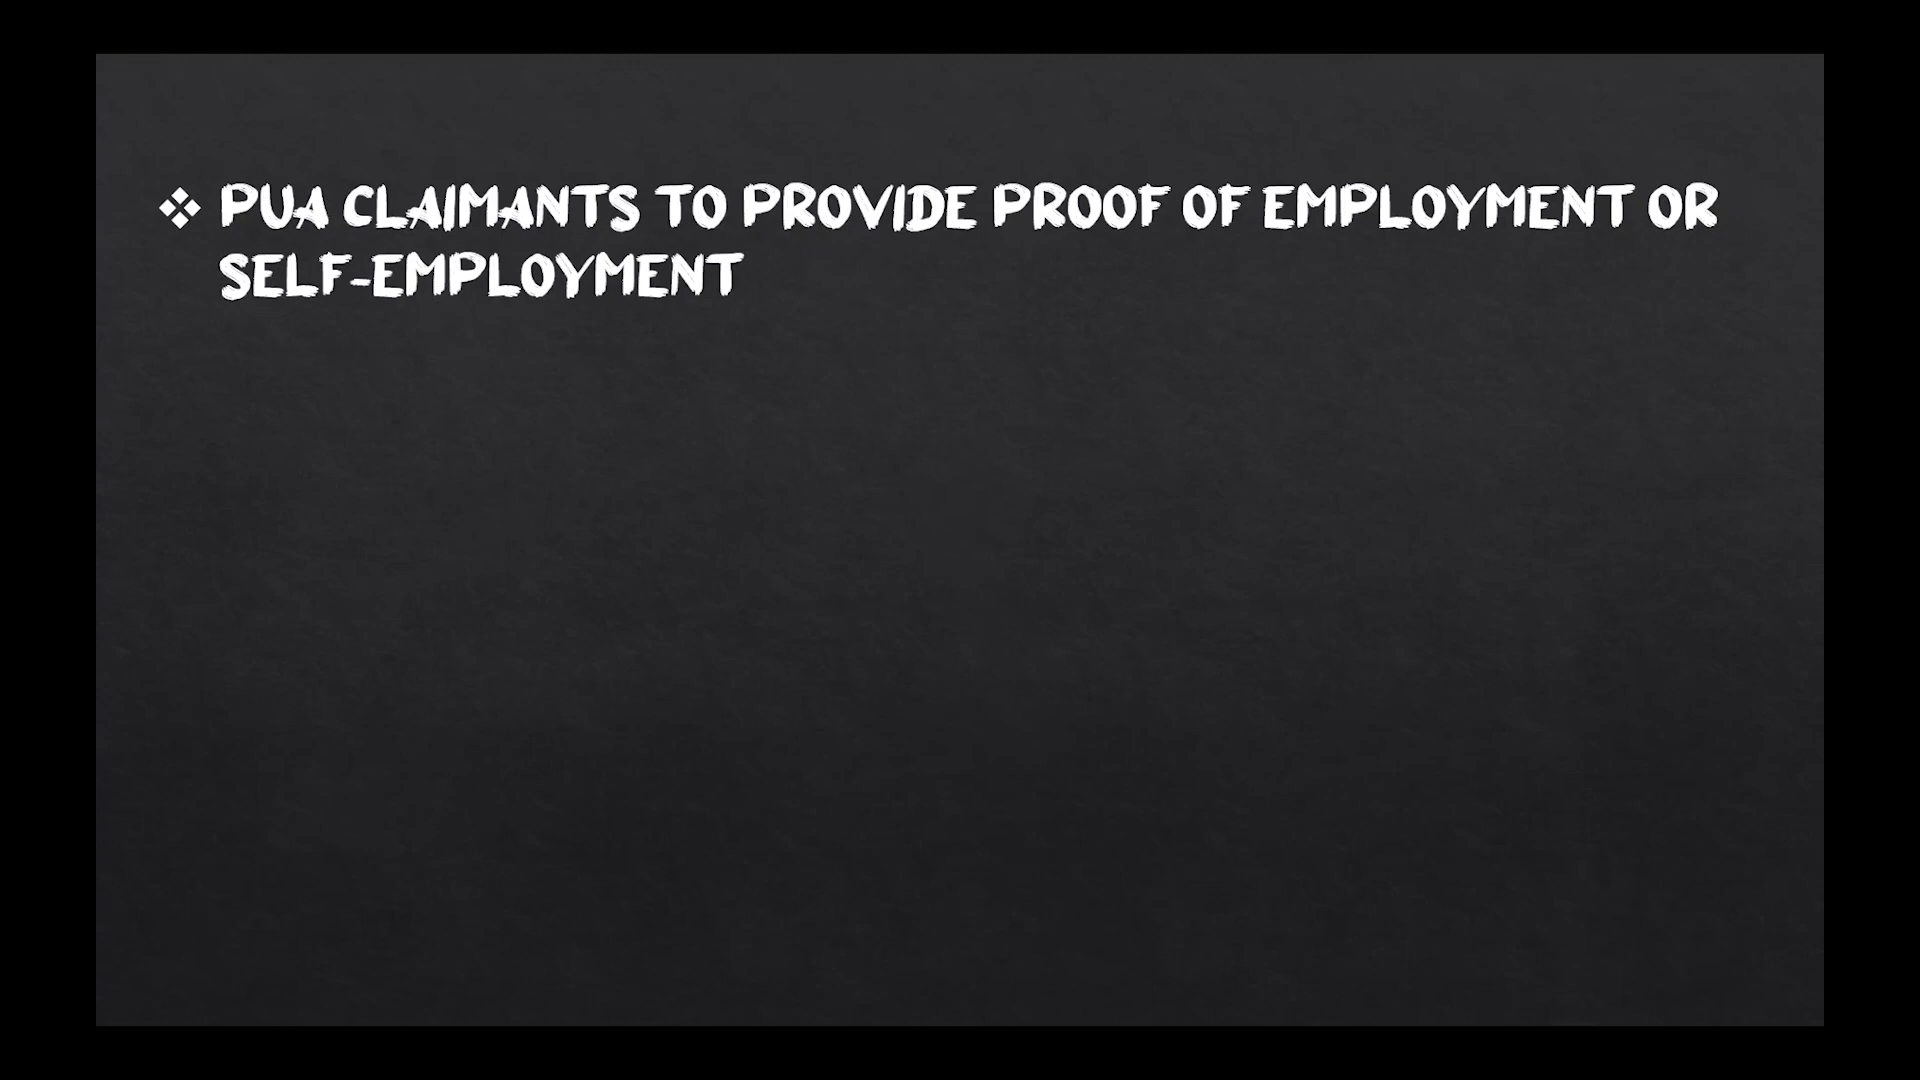 ❖ PUA CLAIMANTS TO PROVIDE PROOF OF EMPLOYMENT OR
SELF-EMPLOYMENT